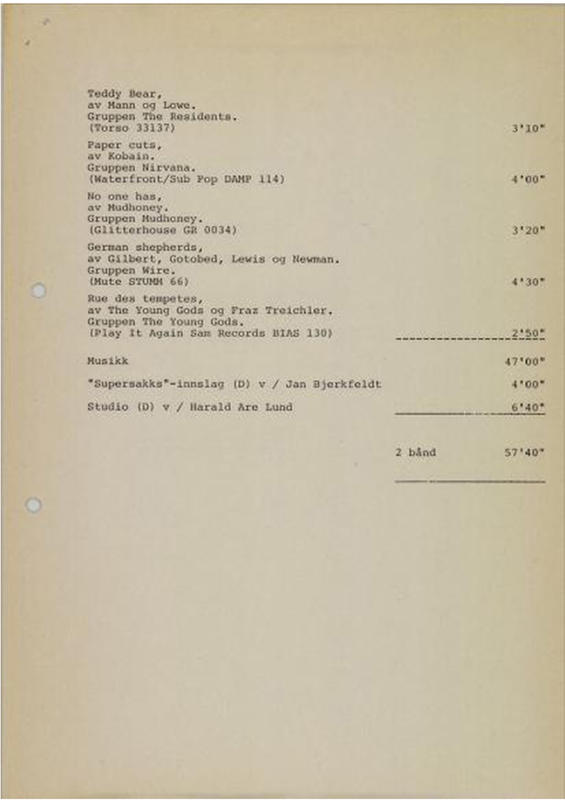 Teddy Bear,
av Mann og Lowe.
Gruppen The Residents.
(Torso 33137) 3'10"
Paper cuts,
av Kobain.
Gruppen Nirvana.
(Waterfront/Sub Pop DAMP 114) 4'00"
No one has,
av Mudhoney.
Gruppen Mudhoney.
(Glitterhouse GR 0034) 3'20"
German shepherds,
av Gilbert, Gotobed, Lewis og Newman.
Gruppen Wire.
(Mute STUMM 66) 4'30"
Rue des tempetes,
av The Young Gods og Fraz Treichler.
Gruppen The Young Gods.
(Play It Again Sam Records BIAS 130) 2'50"
Musikk 47'00"
"Supersakks"-innslag (D) v / Jan Bjerkfeldt 4'00"
Studio (D) v / Harald Are Lund 6'40"
2 bånd 57'40"